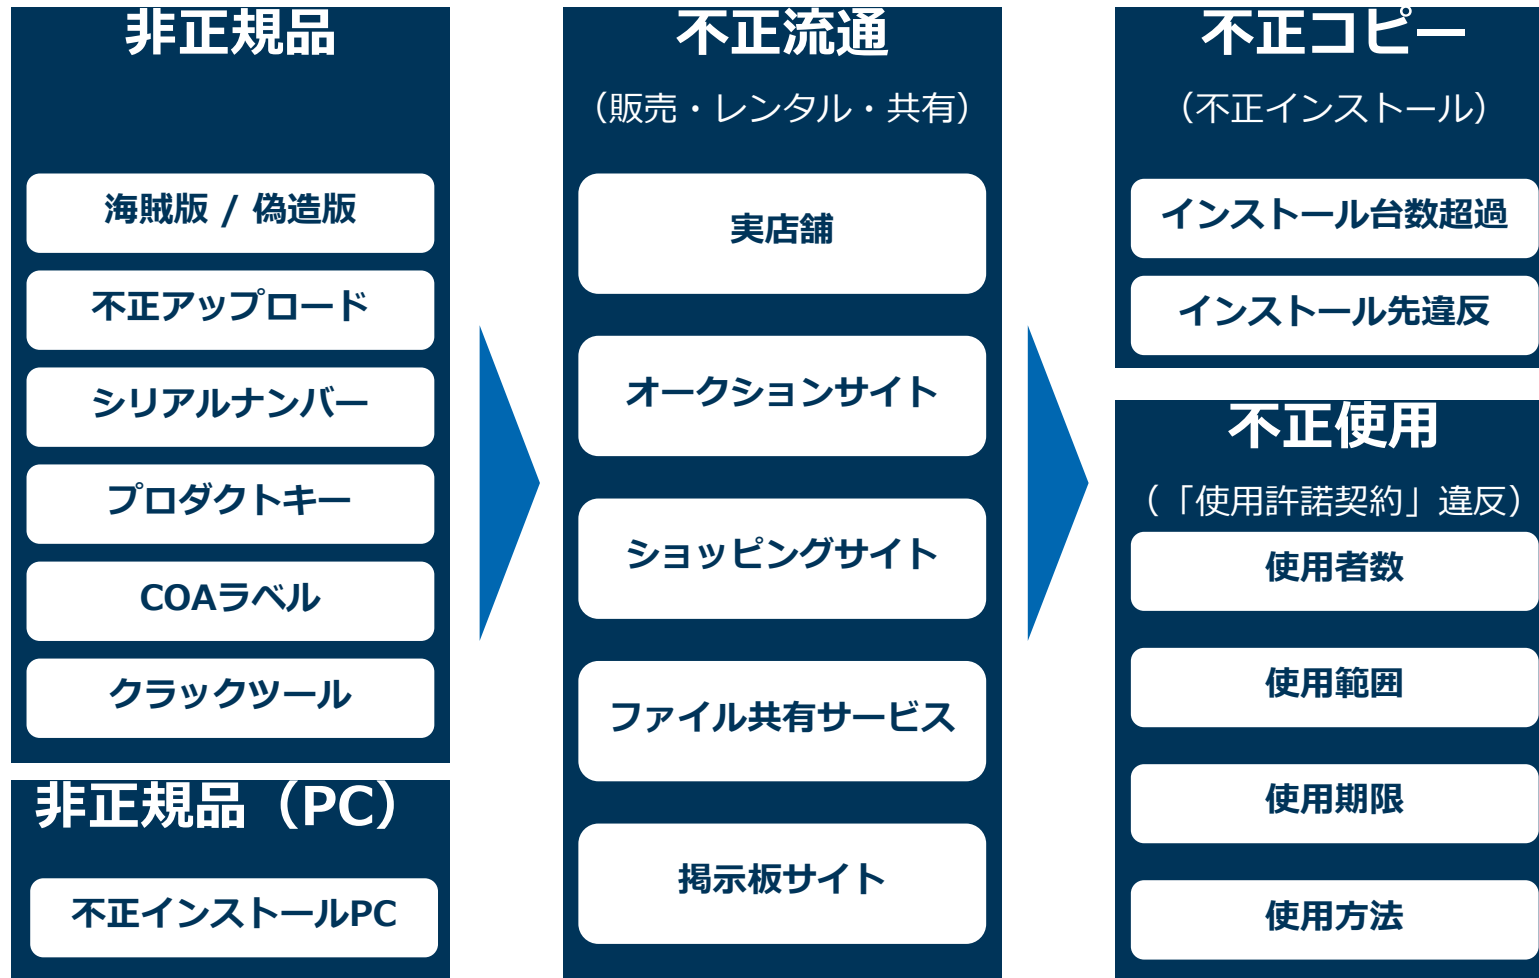 非正規品
海賊版 / 偽造版
不正アップロード
シリアルナンバー
プロダクトキー
COAラベル
クラックツール
非正規品（PC）
不正インストールPC
不正流通
（販売・レンタル・共有）
実店舗
オークションサイト
ショッピングサイト
ファイル共有サービス
掲示板サイト
不正コピー
（不正インストール）
インストール台数超過
インストール先違反
不正使用
（「使用許諾契約」違反）
使用者数
使用範囲
使用期限
使用方法